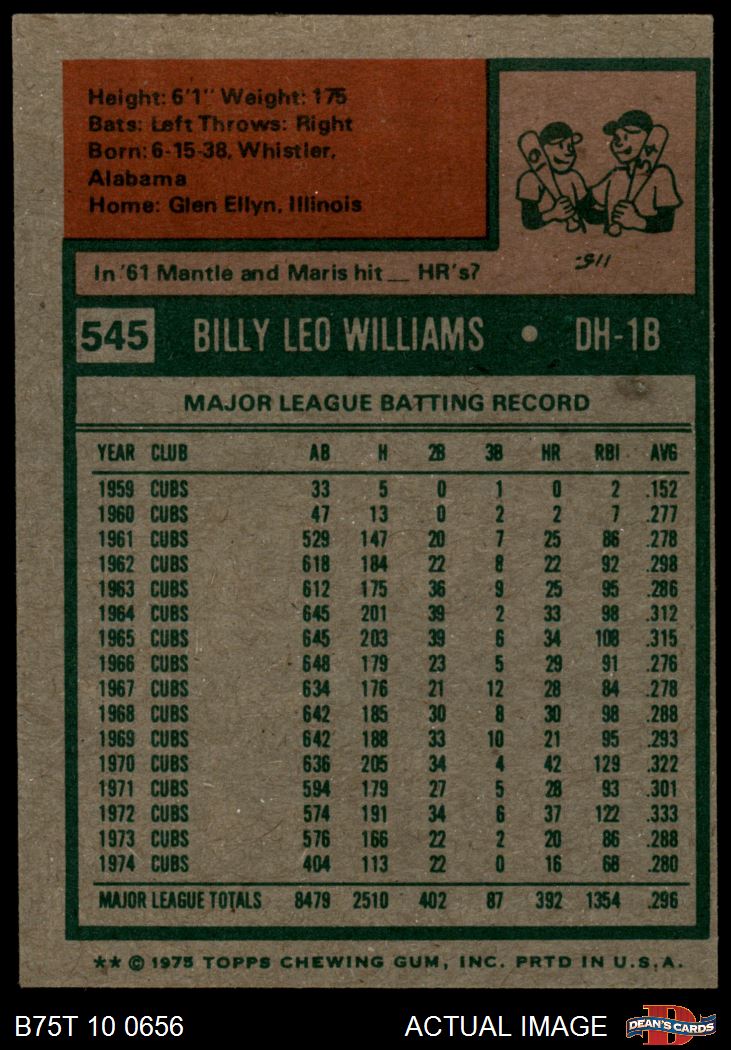 Height: 6'1" Weight: 175
Bats: Left Throws: Right
Born: 6-15-38, Whistler,
Alabama
Home: Glen Ellyn, Illinois
In '61 Mantle and Maris hit __ HR's?
115-
545 BILLY LEO WILLIAMS • DH-1B
MAJOR LEAGUE BATTING RECORD
YEAR CLUB AB H 2B 3B HR RBI AVG
1959 CUBS 33 5 0 1 0 2 .152
1960 CUBS 47 13 0 2 2 7 .277
1961 CUBS 529 147 20 7 25 86 .278
1962 CUBS 618 184 22 8 22 92 .298
1963 CUBS 612 175 36 9 25 95 .286
1964 CUBS 645 201 39 2 33 98 .312
1965 CUBS 645 203 39 6 34 108 .315
1966 CUBS 648 179 23 5 29 91 .276
1967 CUBS 634 176 21 12 28 84 .278
1968 CUBS 642 185 30 8 30 98 .288
1969 CUBS 642 188 33 10 21 95 .293
1970 CUBS 636 205 34 4 42 129 .322
1971 CUBS 594 179 27 5 28 93 .301
1972 CUBS 574 191 34 6 37 122 .333
1973 CUBS 576 166 22 2 20 86 .288
1974 CUBS 404 113 22 0 16 68 .280
MAJOR LEAGUE TOTALS 8479 2510 402 87 392 1354 .296
** © 1975 TOPPS CHEWING GUM, INC. PRTD IN U.S.A.
B75T 10 0656 ACTUAL IMAGE DEAN'S CARDS